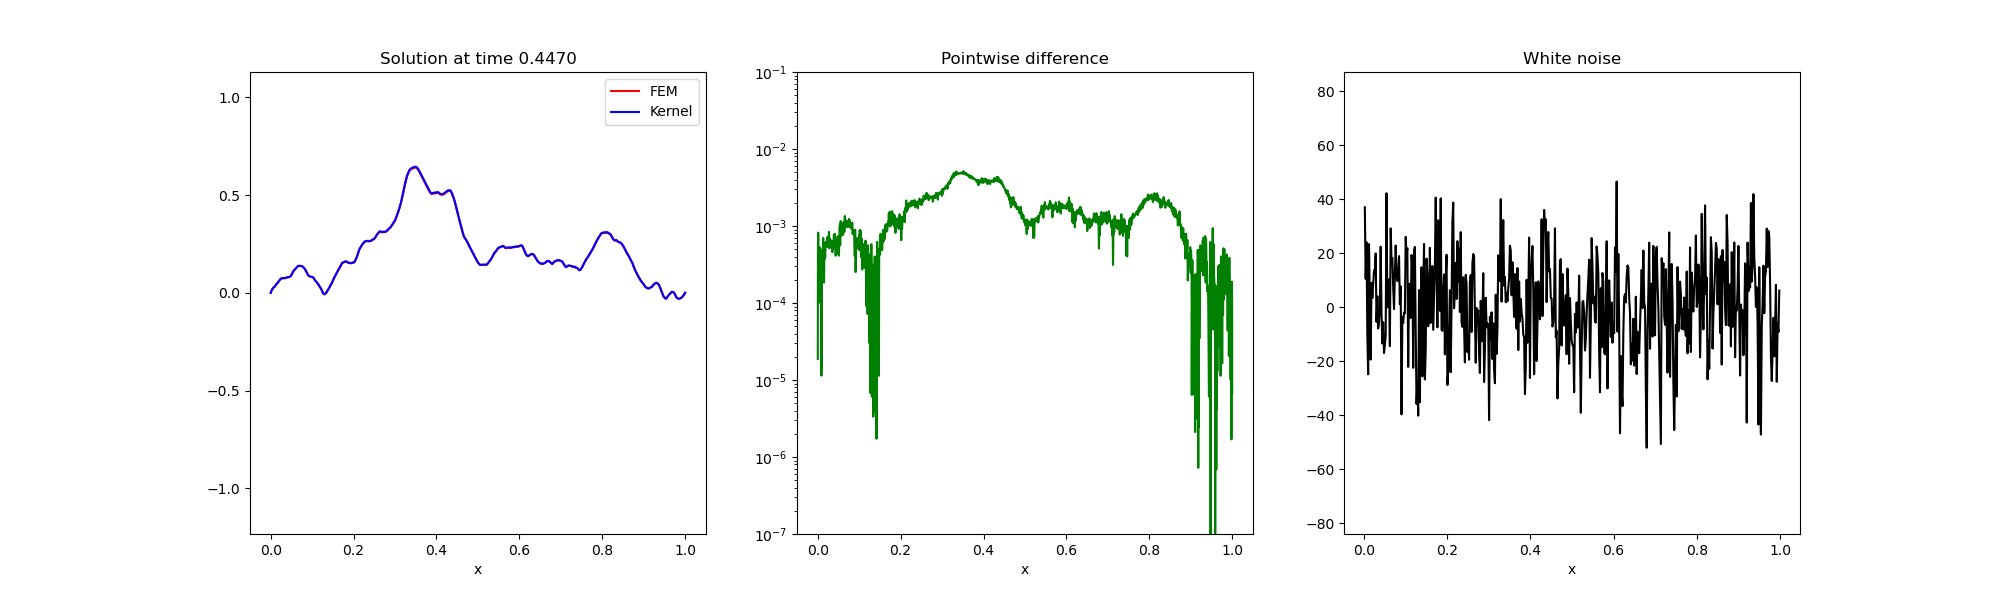 Solution at time 0.4470
1.0
0.5
0.0
−0.5
−1.0
0.0 0.2 0.4 0.6 0.8 1.0
x
FEM
Kernel
Pointwise difference
10⁻¹
10⁻²
10⁻³
10⁻⁴
10⁻⁵
10⁻⁶
10⁻⁷
0.0 0.2 0.4 0.6 0.8 1.0
x
White noise
80
60
40
20
0
−20
−40
−60
−80
0.0 0.2 0.4 0.6 0.8 1.0
x